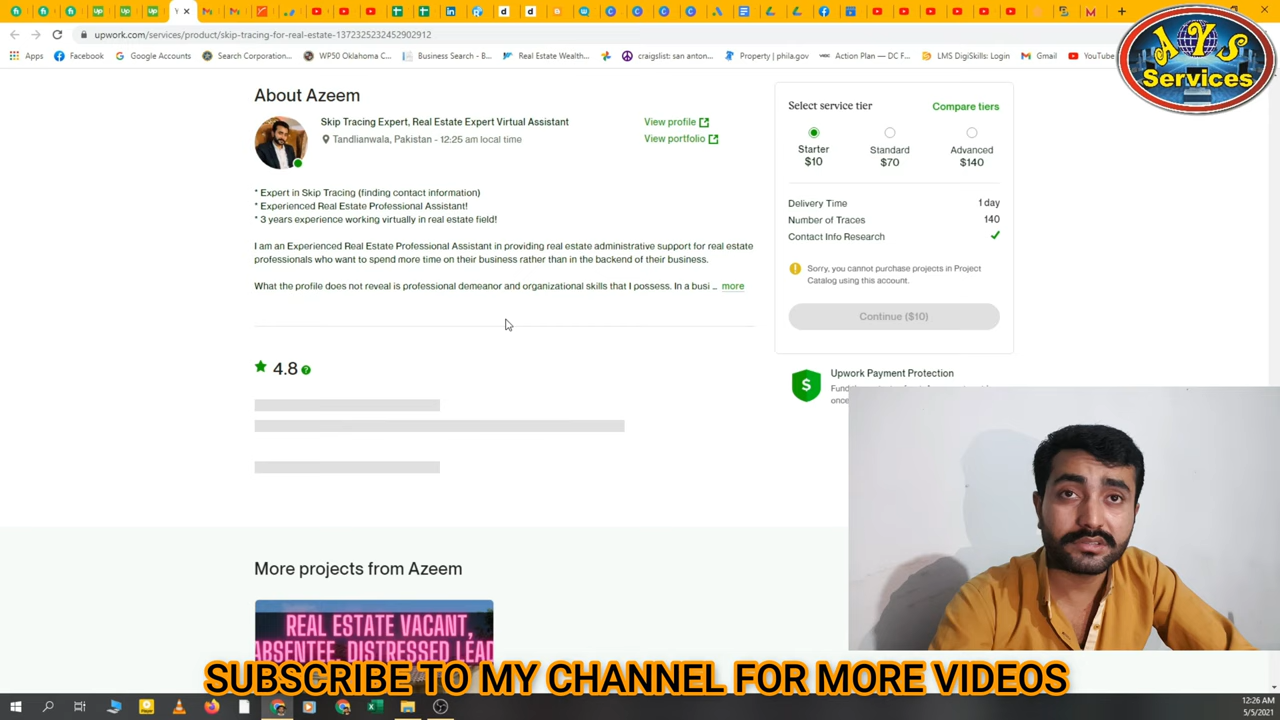 upwork.com/services/product/skip-tracing-for-real-estate-1372325232452902912
Apps
Facebook
Google Accounts
Search Corporation...
WP50 Oklahoma C...
Business Search - B...
Real Estate Wealth...
craigslist: san anton...
Property | phila.gov
Action Plan — DC F...
LMS DigiSkills: Login
Gmail
YouTube
AYS
Services
About Azeem
Skip Tracing Expert, Real Estate Expert Virtual Assistant
Tandlianwala, Pakistan - 12:25 am local time
View profile
View portfolio
* Expert in Skip Tracing (finding contact information)
* Experienced Real Estate Professional Assistant!
* 3 years experience working virtually in real estate field!
I am an Experienced Real Estate Professional Assistant in providing real estate administrative support for real estate
professionals who want to spend more time on their business rather than in the backend of their business.
What the profile does not reveal is professional demeanor and organizational skills that I possess. In a busi ... more
4.8
Select service tier
Compare tiers
Starter
$10
Standard
$70
Advanced
$140
Delivery Time 1 day
Number of Traces 140
Contact Info Research
Sorry, you cannot purchase projects in Project
Catalog using this account.
Continue ($10)
Upwork Payment Protection
once
More projects from Azeem
REAL ESTATE VACANT,
ABSENTEE, DISTRESSED LEAD
SUBSCRIBE TO MY CHANNEL FOR MORE VIDEOS
12:26 AM
5/5/2021